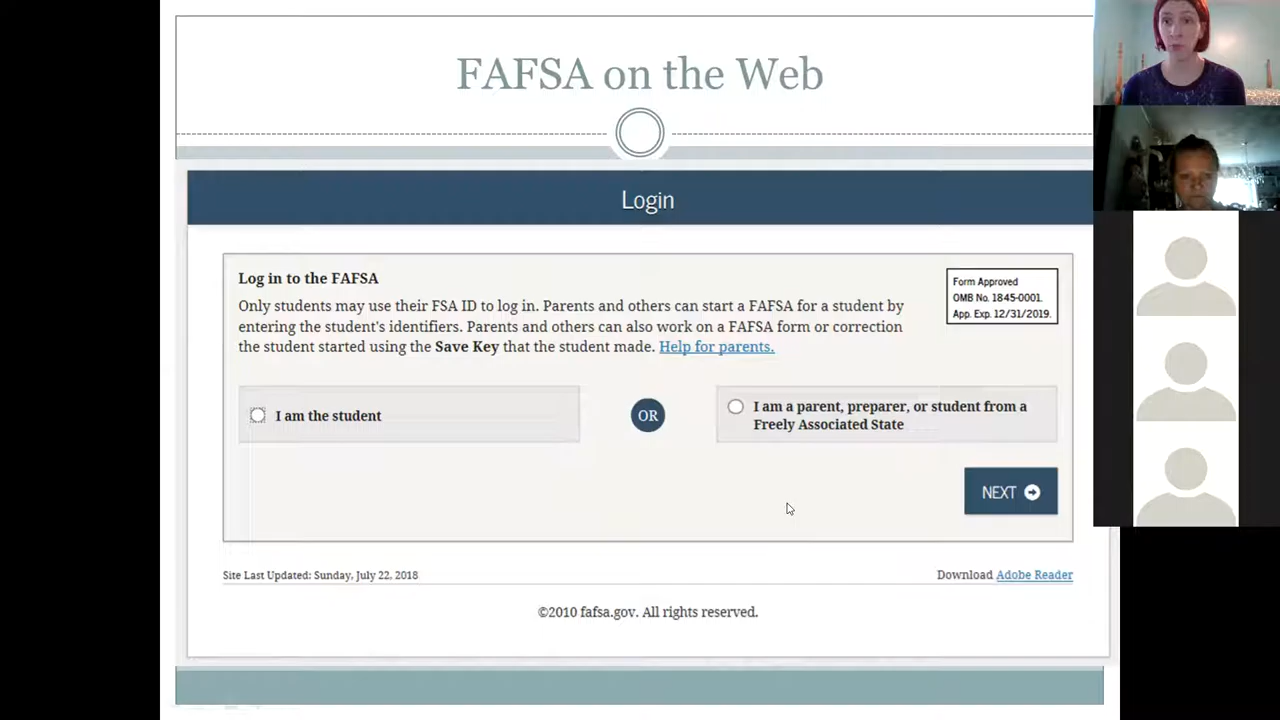 FAFSA on the Web
Login
Log in to the FAFSA
Only students may use their FSA ID to log in. Parents and others can start a FAFSA for a student by
entering the student's identifiers. Parents and others can also work on a FAFSA form or correction
the student started using the Save Key that the student made. Help for parents.
Form Approved
OMB No. 1845-0001.
App. Exp. 12/31/2019.
I am the student
OR
I am a parent, preparer, or student from a
Freely Associated State
NEXT
Site Last Updated: Sunday, July 22, 2018
Download Adobe Reader
©2010 fafsa.gov. All rights reserved.